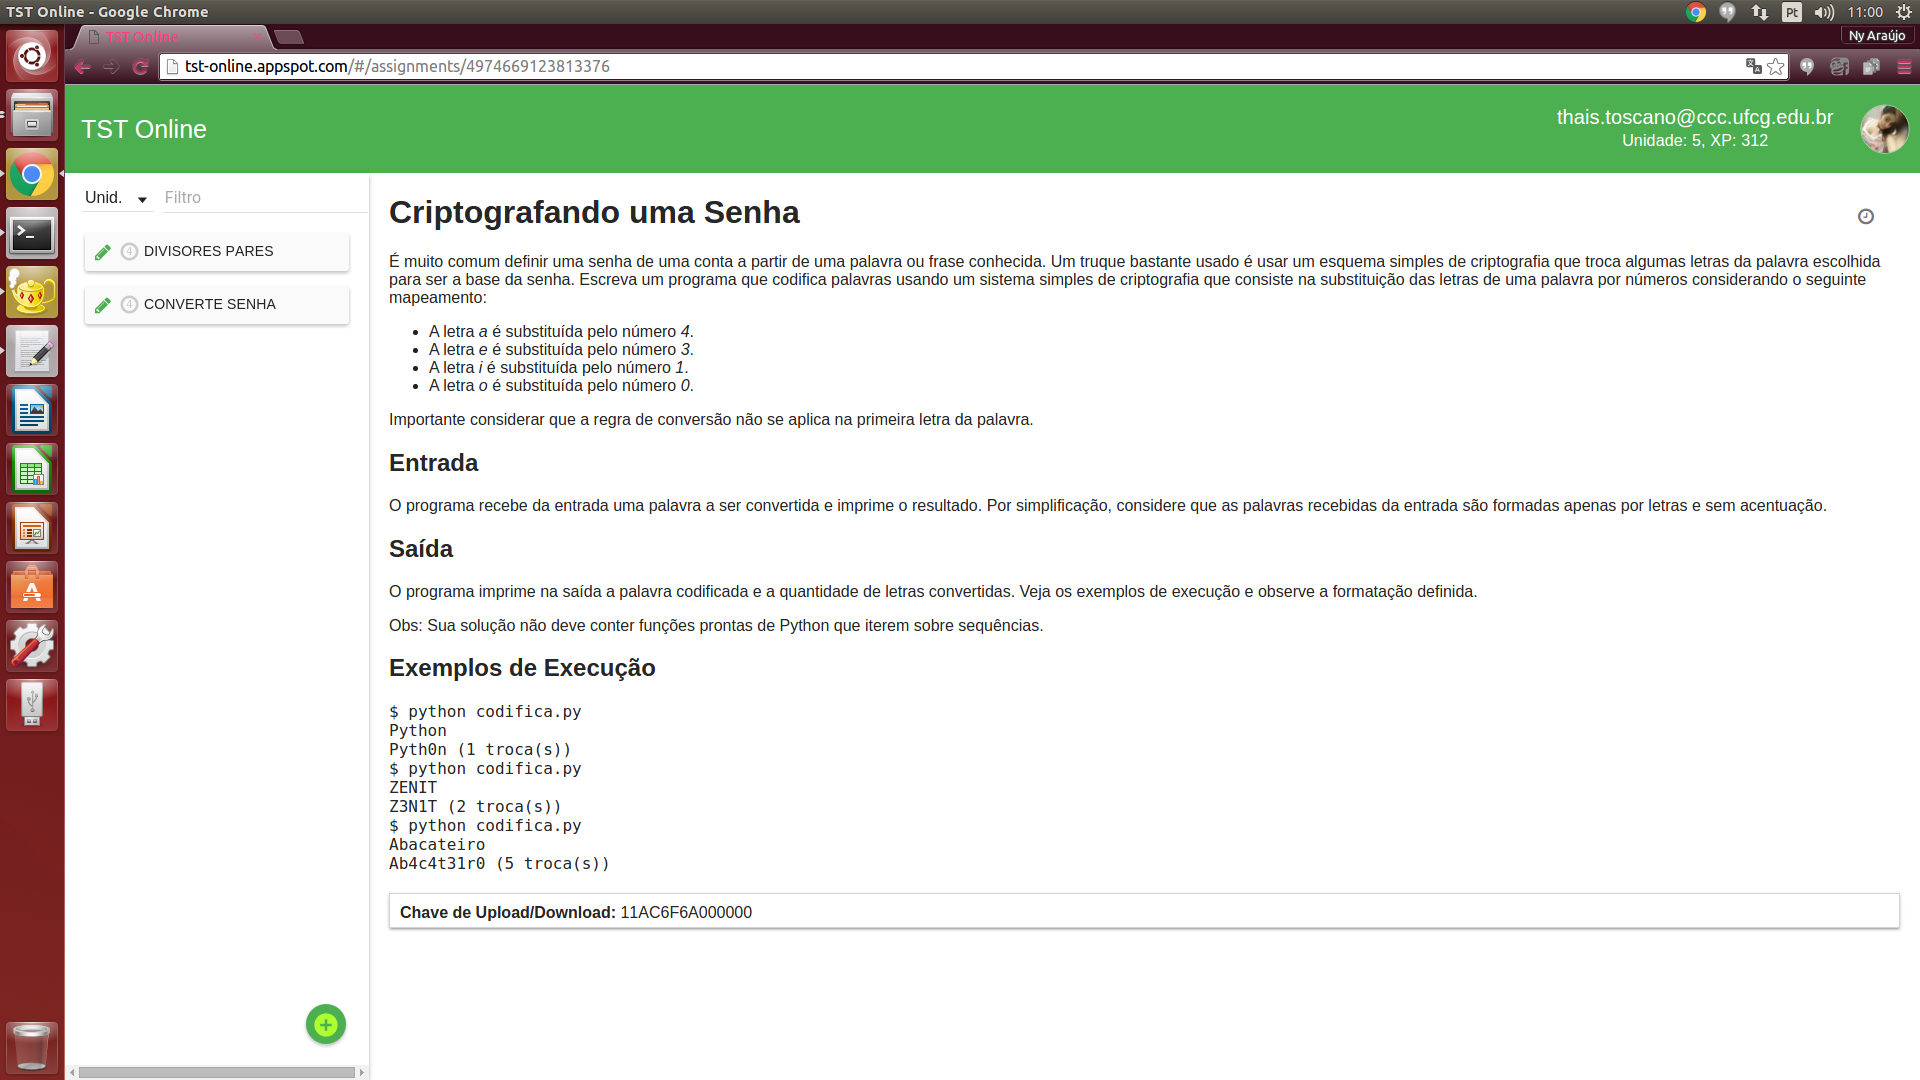 TST Online - Google Chrome
Pt
11:00
TST Online
Ny Araújo
tst-online.appspot.com/#/assignments/4974669123813376
TST Online
thais.toscano@ccc.ufcg.edu.br
Unidade: 5, XP: 312
Unid.
Filtro
4 DIVISORES PARES
4 CONVERTE SENHA
Criptografando uma Senha
É muito comum definir uma senha de uma conta a partir de uma palavra ou frase conhecida. Um truque bastante usado é usar um esquema simples de criptografia que troca algumas letras da palavra escolhida
para ser a base da senha. Escreva um programa que codifica palavras usando um sistema simples de criptografia que consiste na substituição das letras de uma palavra por números considerando o seguinte
mapeamento:
• A letra a é substituída pelo número 4.
• A letra e é substituída pelo número 3.
• A letra i é substituída pelo número 1.
• A letra o é substituída pelo número 0.
Importante considerar que a regra de conversão não se aplica na primeira letra da palavra.
Entrada
O programa recebe da entrada uma palavra a ser convertida e imprime o resultado. Por simplificação, considere que as palavras recebidas da entrada são formadas apenas por letras e sem acentuação.
Saída
O programa imprime na saída a palavra codificada e a quantidade de letras convertidas. Veja os exemplos de execução e observe a formatação definida.
Obs: Sua solução não deve conter funções prontas de Python que iterem sobre sequências.
Exemplos de Execução
$ python codifica.py
Python
Pyth0n (1 troca(s))
$ python codifica.py
ZENIT
Z3N1T (2 troca(s))
$ python codifica.py
Abacateiro
Ab4c4t31r0 (5 troca(s))
Chave de Upload/Download: 11AC6F6A000000